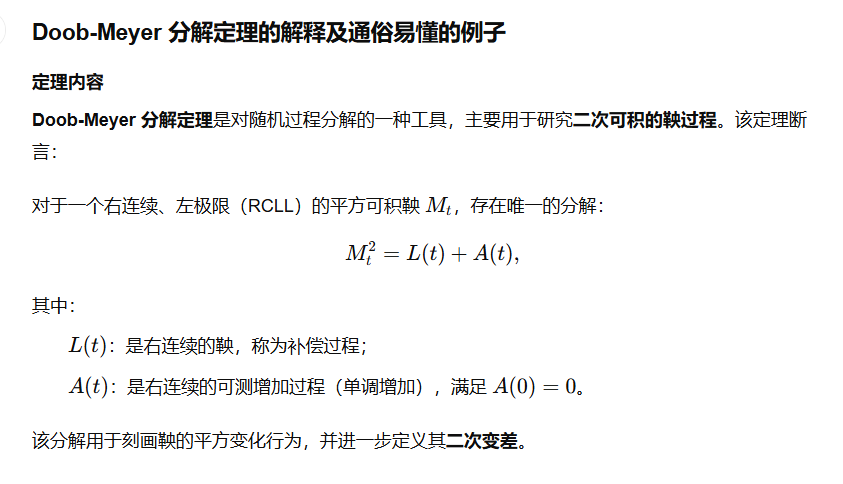 Doob-Meyer 分解定理的解释及通俗易懂的例子
定理内容
Doob-Meyer 分解定理是对随机过程分解的一种工具，主要用于研究二次可积的鞅过程。该定理断
言：
对于一个右连续、左极限（RCLL）的平方可积鞅 M_t，存在唯一的分解：
M_t^2 = L(t) + A(t),
其中：
L(t)：是右连续的鞅，称为补偿过程；
A(t)：是右连续的可测增加过程（单调增加），满足 A(0) = 0。
该分解用于刻画鞅的平方变化行为，并进一步定义其二次变差。